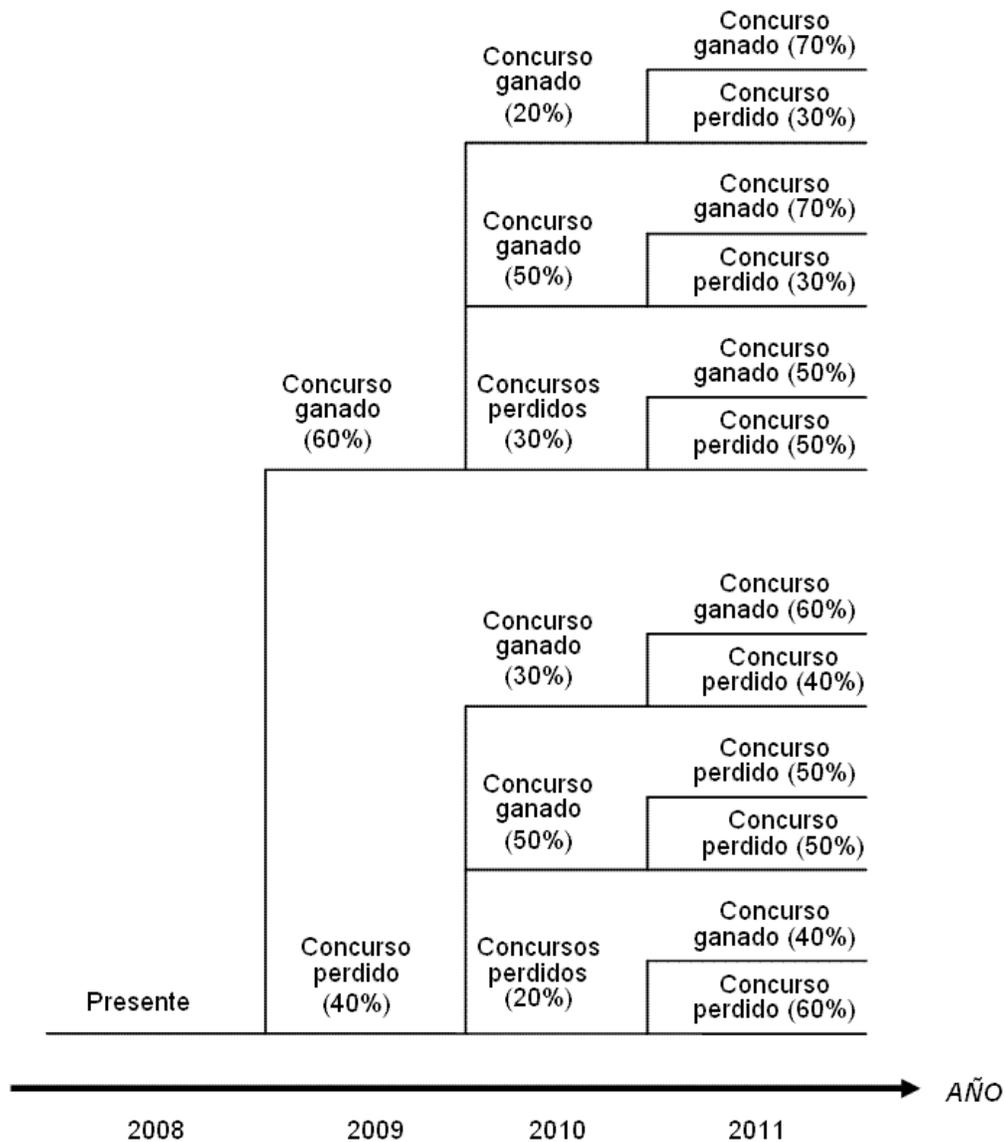 Concurso
ganado (70%)
Concurso
ganado
(20%)
Concurso
perdido (30%)
Concurso
ganado (70%)
Concurso
ganado
(50%)
Concurso
perdido (30%)
Concurso
ganado (50%)
Concurso
ganado
(60%)
Concursos
perdidos
(30%)
Concurso
perdido (50%)
Concurso
ganado (60%)
Concurso
ganado
(30%)
Concurso
perdido (40%)
Concurso
perdido (50%)
Concurso
ganado
(50%)
Concurso
perdido (50%)
Concurso
ganado (40%)
Presente
Concurso
perdido
(40%)
Concursos
perdidos
(20%)
Concurso
perdido (60%)
AÑO
2008
2009
2010
2011